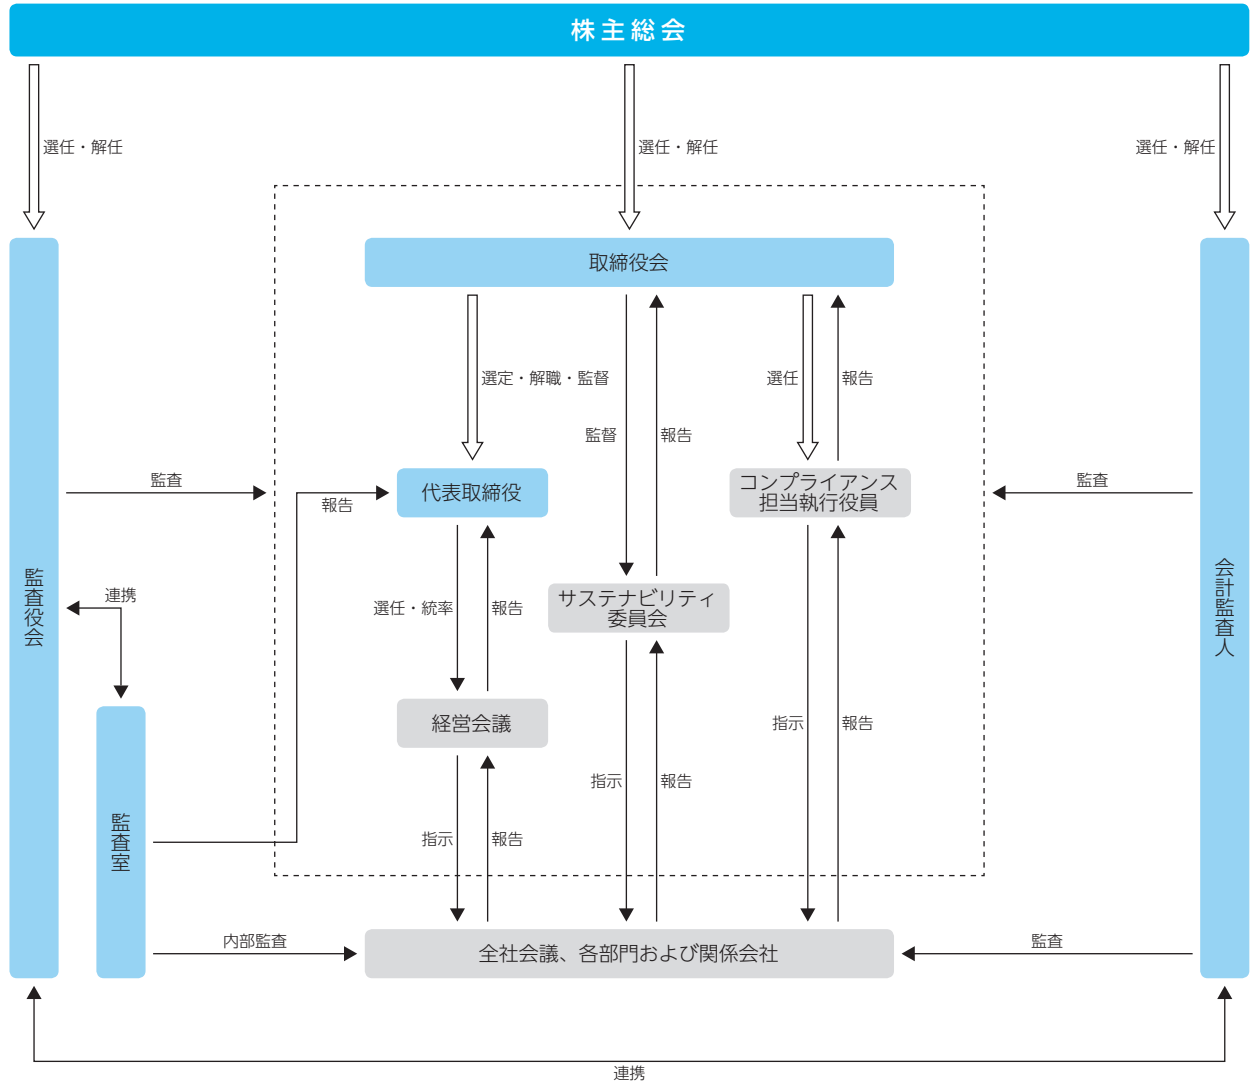 株主総会
選任・解任
選任・解任
選任・解任
取締役会
選定・解職・監督
選任
報告
監督
報告
監査
代表取締役
コンプライアンス
担当執行役員
監査
報告
監査役会
連携
選任・統率
報告
サステナビリティ
委員会
会計監査人
経営会議
指示
報告
指示
報告
監査室
指示
報告
内部監査
全社会議、各部門および関係会社
監査
連携